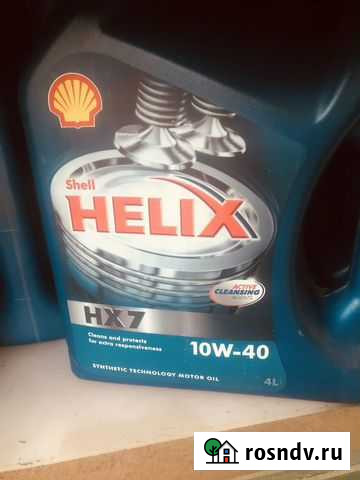 Shell
HELIX
ACTIVE
CLEANSING
AGENTS
HX7
Cleans and protects
for extra responsiveness
10W-40
SYNTHETIC TECHNOLOGY MOTOR OIL
4L
rosndv.ru